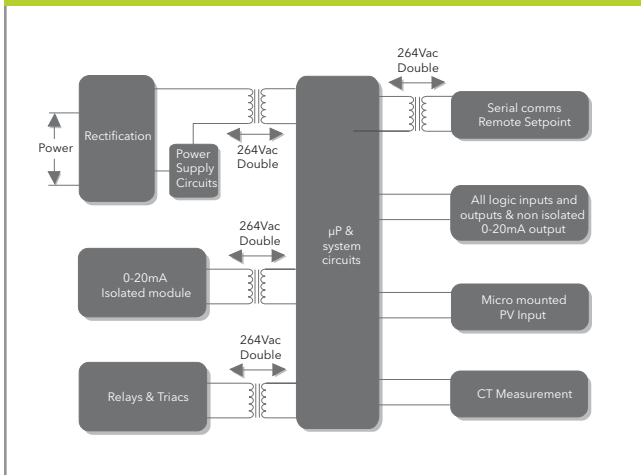 264Vac
Double
Serial comms
Remote Setpoint
Rectification
Power
Power
Supply
Circuits
264Vac
Double
All logic inputs and
outputs & non isolated
0-20mA output
µP &
system
circuits
264Vac
Double
0-20mA
Isolated module
Micro mounted
PV Input
264Vac
Double
Relays & Triacs
CT Measurement